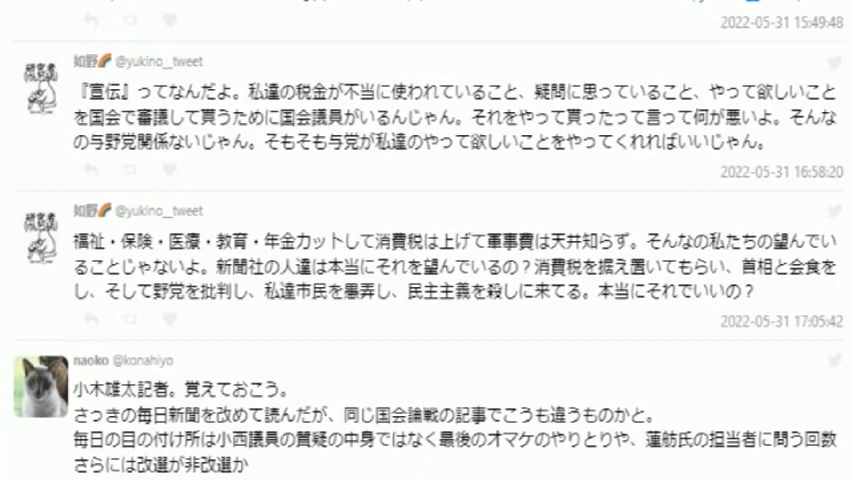 2022-05-31 15:49:48
如野🌈 @yukino_tweet
『宣伝』ってなんだよ。私達の税金が不当に使われていること、疑問に思っていること、やって欲しいこと
を国会で審議して貰うために国会議員がいるんじゃん。それをやって貰ったって言って何が悪いよ。そんな
の与野党関係ないじゃん。そもそも与党が私達のやって欲しいことをやってくれればいいじゃん。
2022-05-31 16:58:20
如野🌈 @yukino_tweet
福祉・保険・医療・教育・年金カットして消費税は上げて軍事費は天井知らず。そんなの私たちの望んでい
ることじゃないよ。新聞社の人達は本当にそれを望んでいるの？消費税を据え置いてもらい、首相と会食を
し、そして野党を批判し、私達市民を愚弄し、民主主義を殺しに来てる。本当にそれでいいの？
2022-05-31 17:05:42
naoko @konahiyo
小木雄太記者。覚えておこう。
さっきの毎日新聞を改めて読んだが、同じ国会論戦の記事でこうも違うものかと。
毎日の目の付け所は小西議員の質疑の中身ではなく最後のオマケのやりとりや、蓮舫氏の担当者に問う回数
さらには改選が非改選か